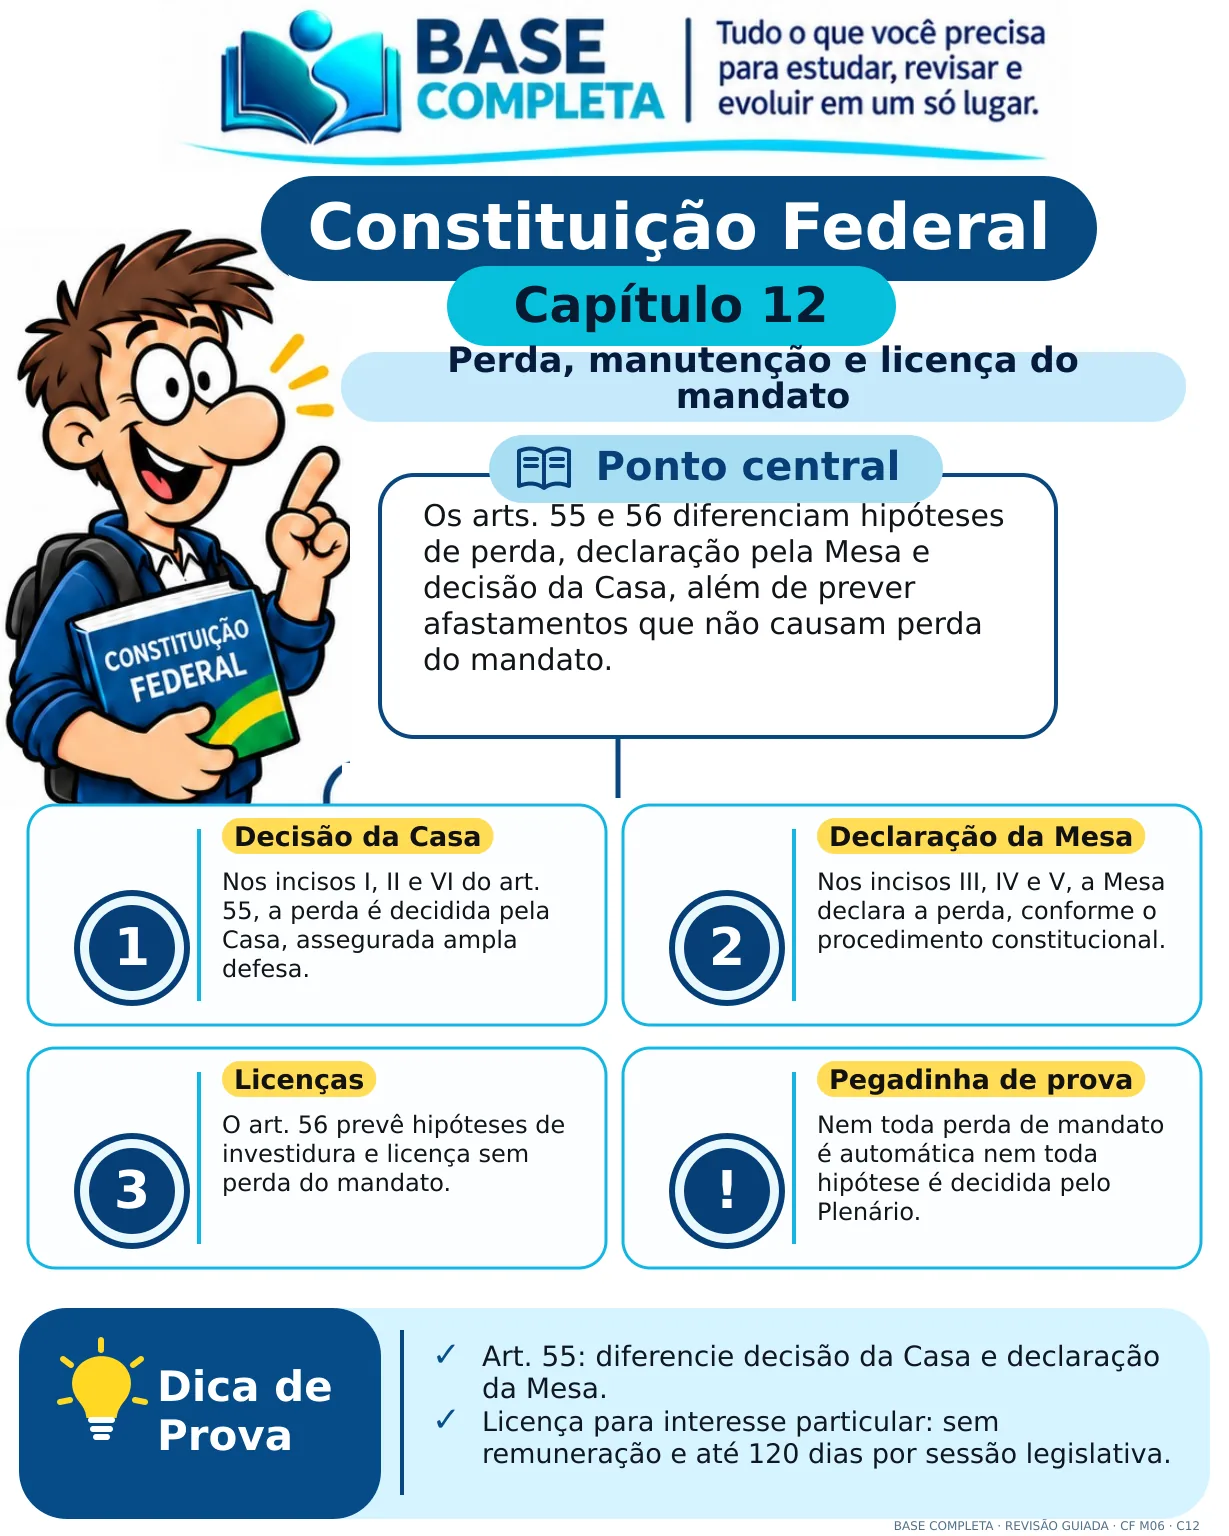 BASE
COMPLETA
Tudo o que você precisa
para estudar, revisar e
evoluir em um só lugar.
Constituição Federal
Capítulo 12
Perda, manutenção e licença do
mandato
Ponto central
Os arts. 55 e 56 diferenciam hipóteses
de perda, declaração pela Mesa e
decisão da Casa, além de prever
afastamentos que não causam perda
do mandato.
CONSTITUIÇÃO
FEDERAL
Decisão da Casa
1
Nos incisos I, II e VI do art.
55, a perda é decidida pela
Casa, assegurada ampla
defesa.
Declaração da Mesa
2
Nos incisos III, IV e V, a Mesa
declara a perda, conforme o
procedimento constitucional.
Licenças
3
O art. 56 prevê hipóteses de
investidura e licença sem
perda do mandato.
Pegadinha de prova
!
Nem toda perda de mandato
é automática nem toda
hipótese é decidida pelo
Plenário.
Dica de
Prova
✓ Art. 55: diferencie decisão da Casa e declaração
da Mesa.
✓ Licença para interesse particular: sem
remuneração e até 120 dias por sessão legislativa.
BASE COMPLETA · REVISÃO GUIADA · CF M06 · C12